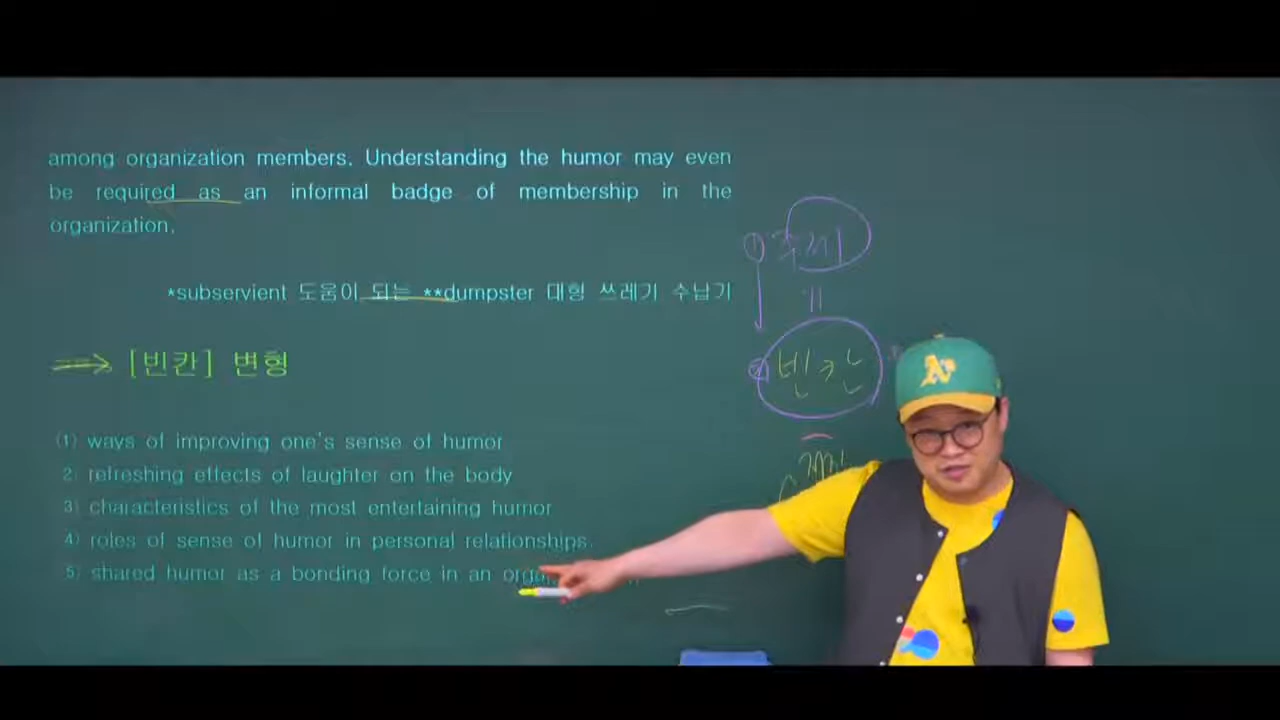 among organization members. Understanding the humor may even
be required as an informal badge of membership in the
organization.
*subservient 도움이 되는 **dumpster 대형 쓰레기 수납기
[빈칸] 변형
(1) ways of improving one's sense of humor
2) refreshing effects of laughter on the body
3) characteristics of the most entertaining humor
4) roles of sense of humor in personal relationships.
5) shared humor as a bonding force in an
① 주제
② 빈칸
A's